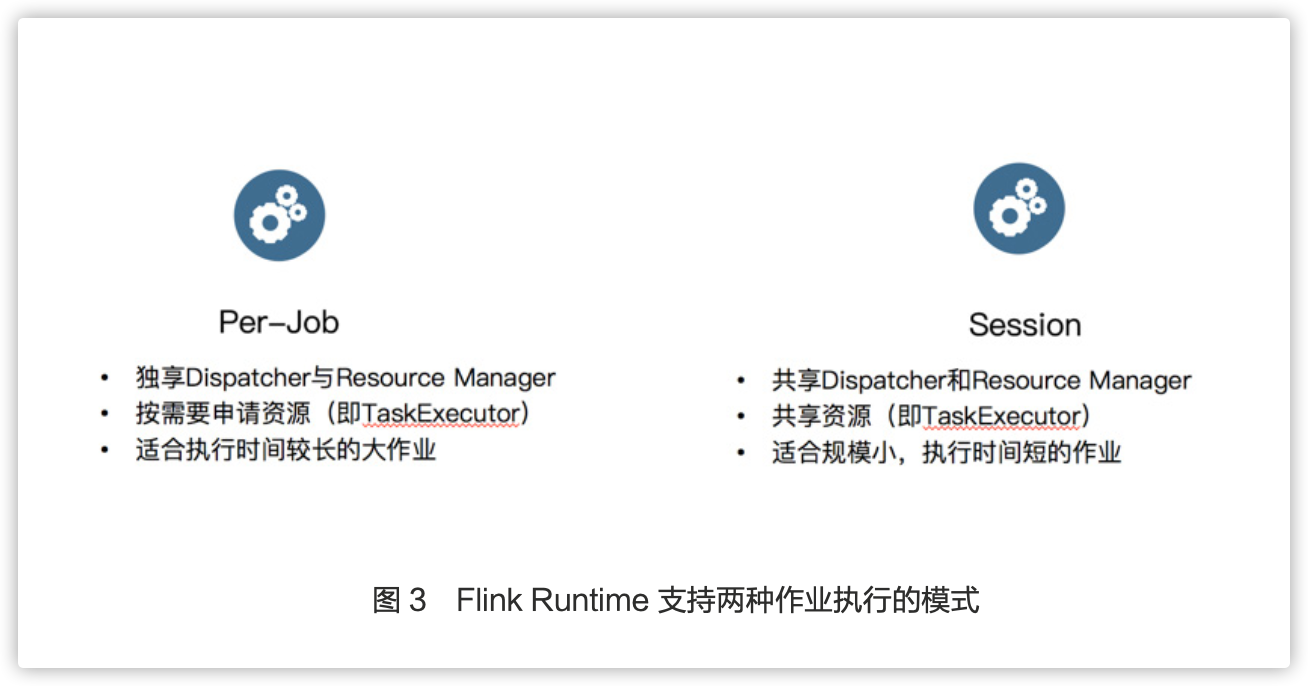 Per-Job
• 独享Dispatcher与Resource Manager
• 按需要申请资源（即TaskExecutor）
• 适合执行时间较长的大作业
Session
• 共享Dispatcher和Resource Manager
• 共享资源（即TaskExecutor）
• 适合规模小，执行时间短的作业
图 3 Flink Runtime 支持两种作业执行的模式